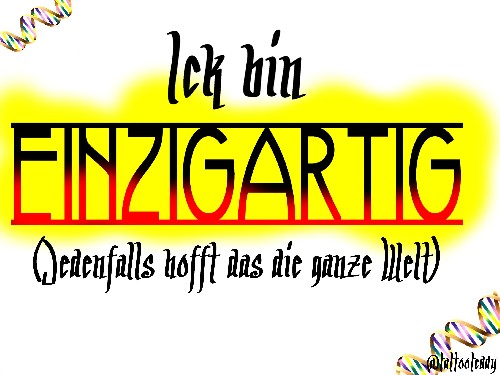 Ick bin
EINZIGARTIG
(Jedenfalls hofft das die ganze Welt)
@tattooteddy